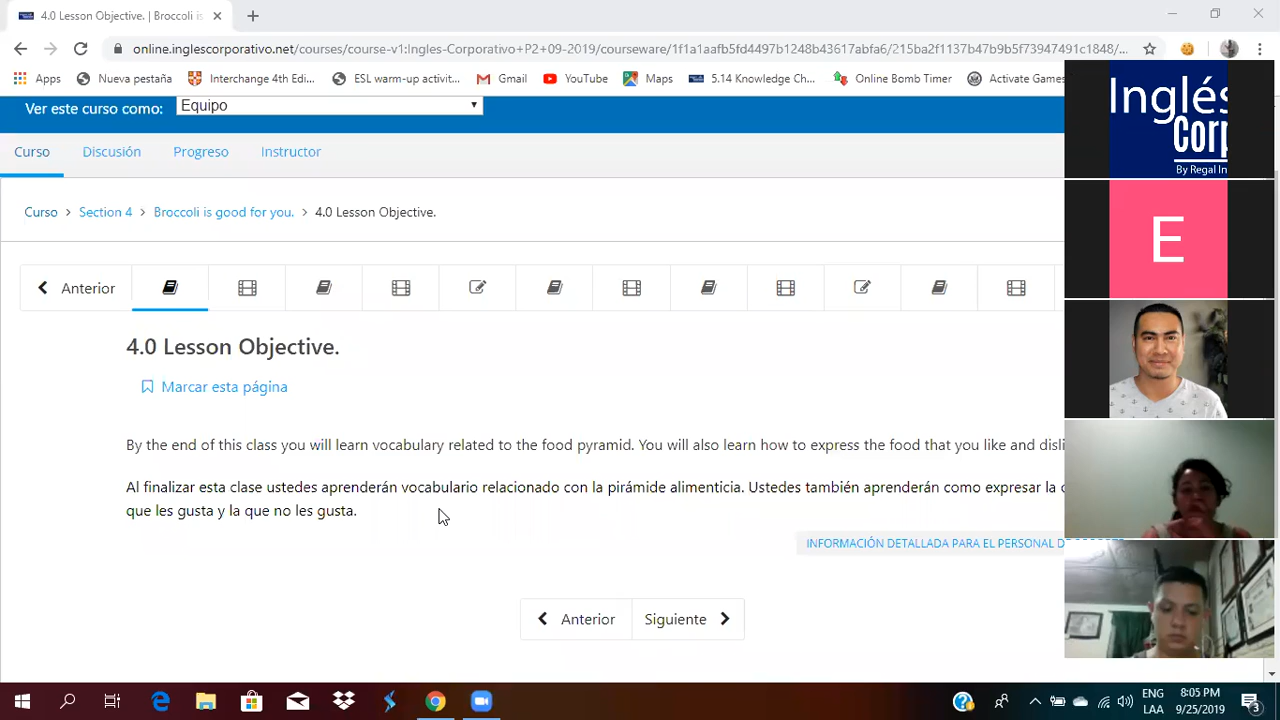 4.0 Lesson Objective. | Broccoli is
online.inglescorporativo.net/courses/course-v1:Ingles-Corporativo+P2+09-2019/courseware/1f1a1aafb5fd4497b1248b43617abfa6/215ba2f1137b47b9b5f73947491c1848/...
Apps Nueva pestaña Interchange 4th Edi... ESL warm-up activit... Gmail YouTube Maps 5.14 Knowledge Ch... Online Bomb Timer Activate Games
Ver este curso como: Equipo
Inglés
Corp
By Regal In
Curso Discusión Progreso Instructor
Curso > Section 4 > Broccoli is good for you. > 4.0 Lesson Objective.
E
Anterior
4.0 Lesson Objective.
Marcar esta página
By the end of this class you will learn vocabulary related to the food pyramid. You will also learn how to express the food that you like and disli
Al finalizar esta clase ustedes aprenderán vocabulario relacionado con la pirámide alimenticia. Ustedes también aprenderán como expresar la
que les gusta y la que no les gusta.
INFORMACIÓN DETALLADA PARA EL PERSONAL D
Anterior Siguiente
ENG 8:05 PM
LAA 9/25/2019 3